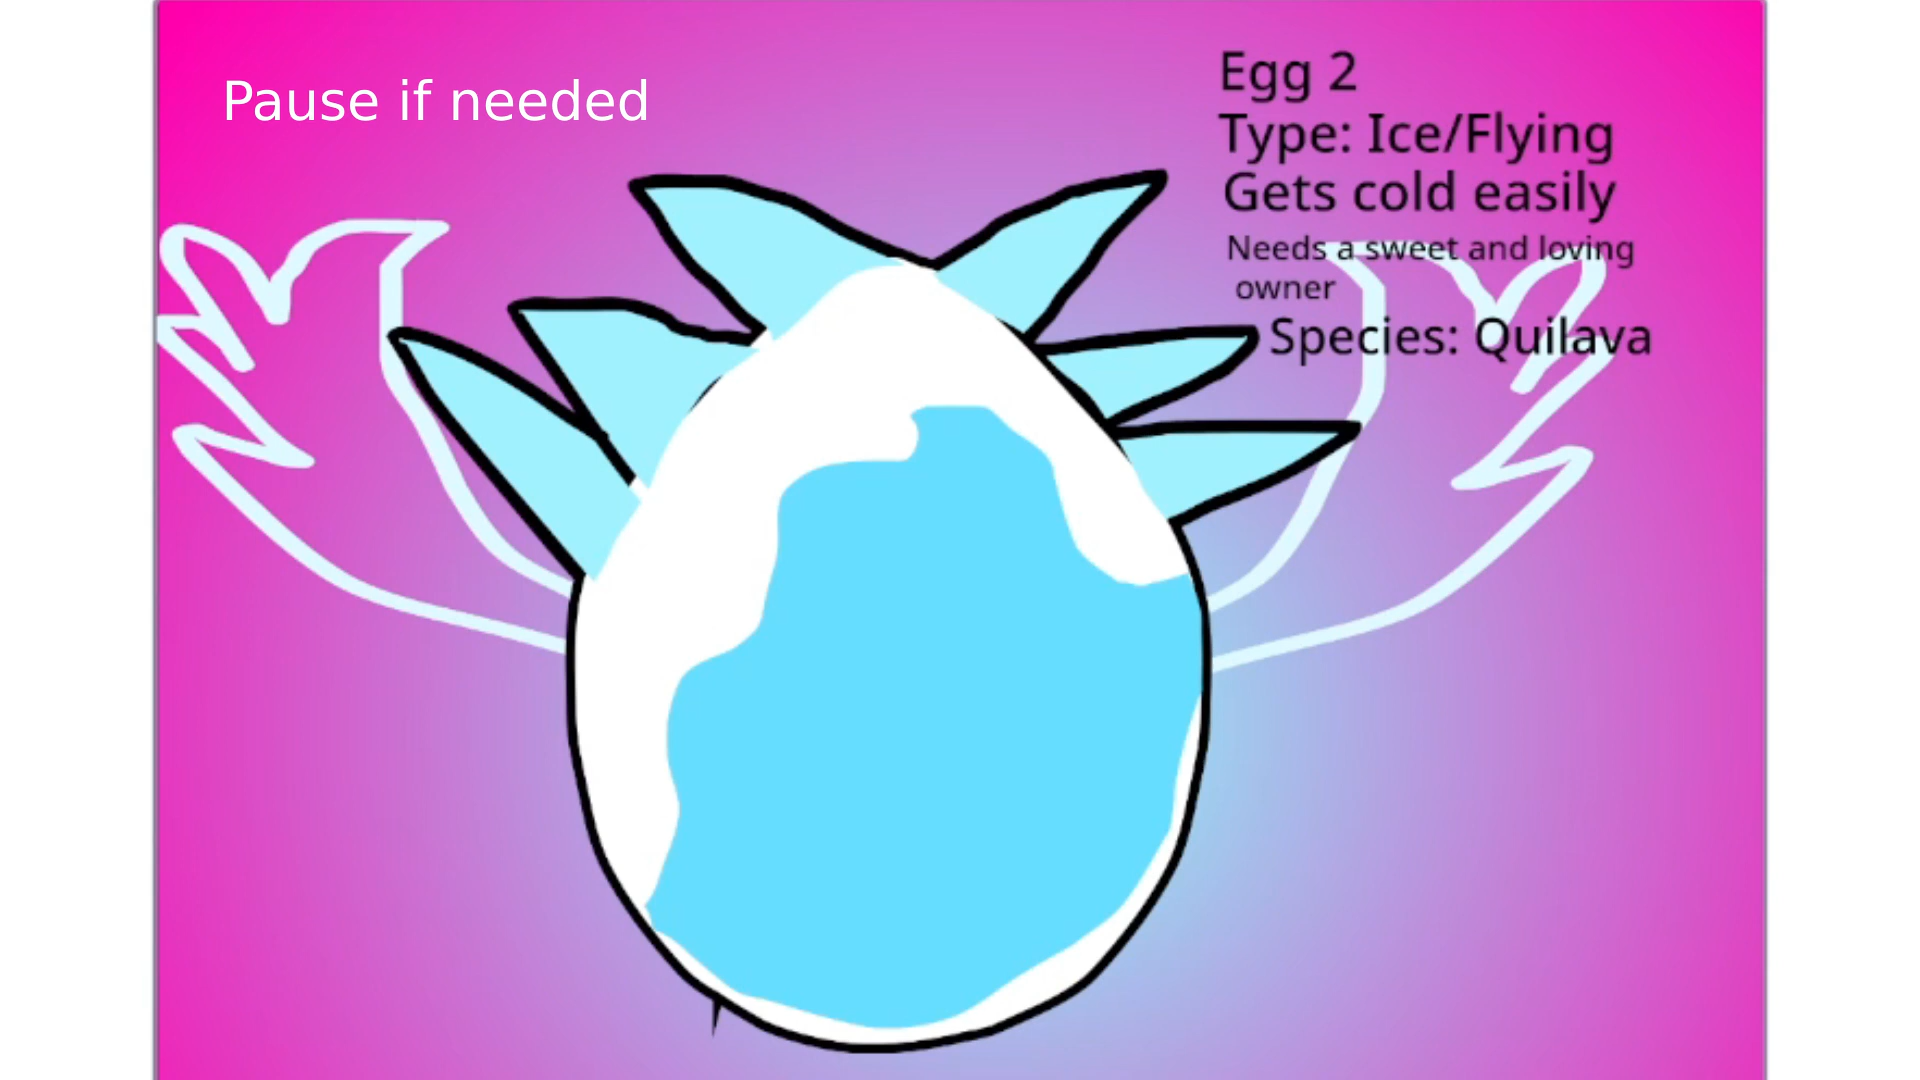 Pause if needed
Egg 2
Type: Ice/Flying
Gets cold easily
Needs a sweet and loving
owner
Species: Quilava